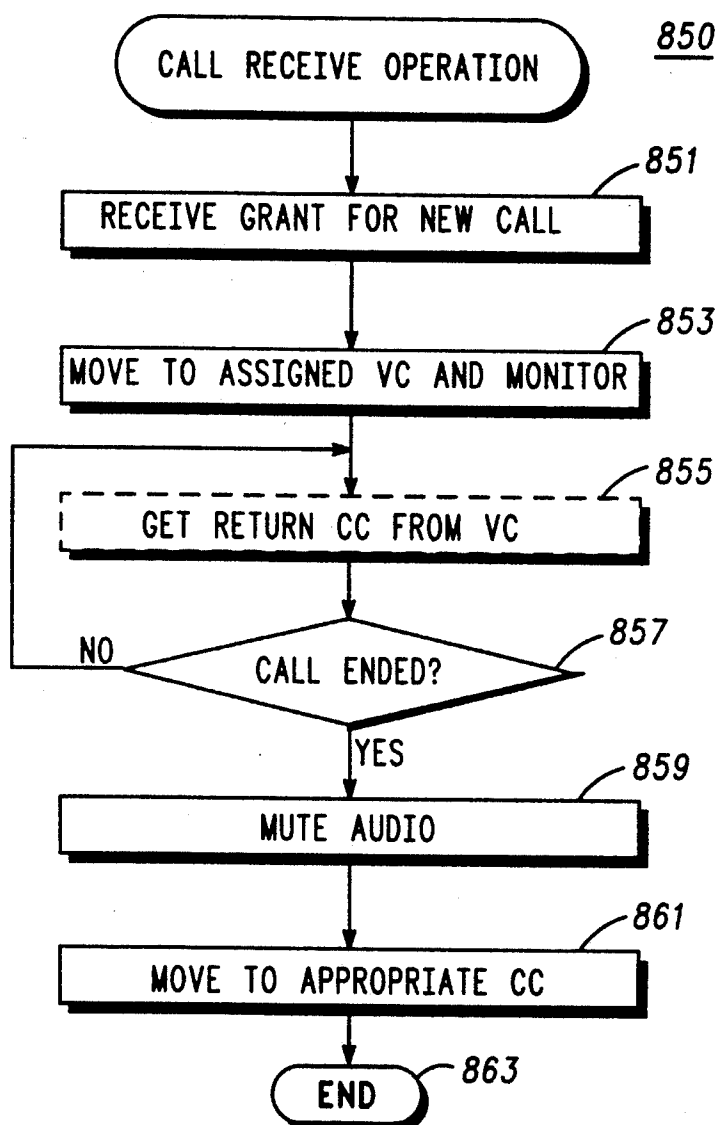 850
CALL RECEIVE OPERATION
851
RECEIVE GRANT FOR NEW CALL
853
MOVE TO ASSIGNED VC AND MONITOR
855
GET RETURN CC FROM VC
857
NO
CALL ENDED?
YES
859
MUTE AUDIO
861
MOVE TO APPROPRIATE CC
END
863